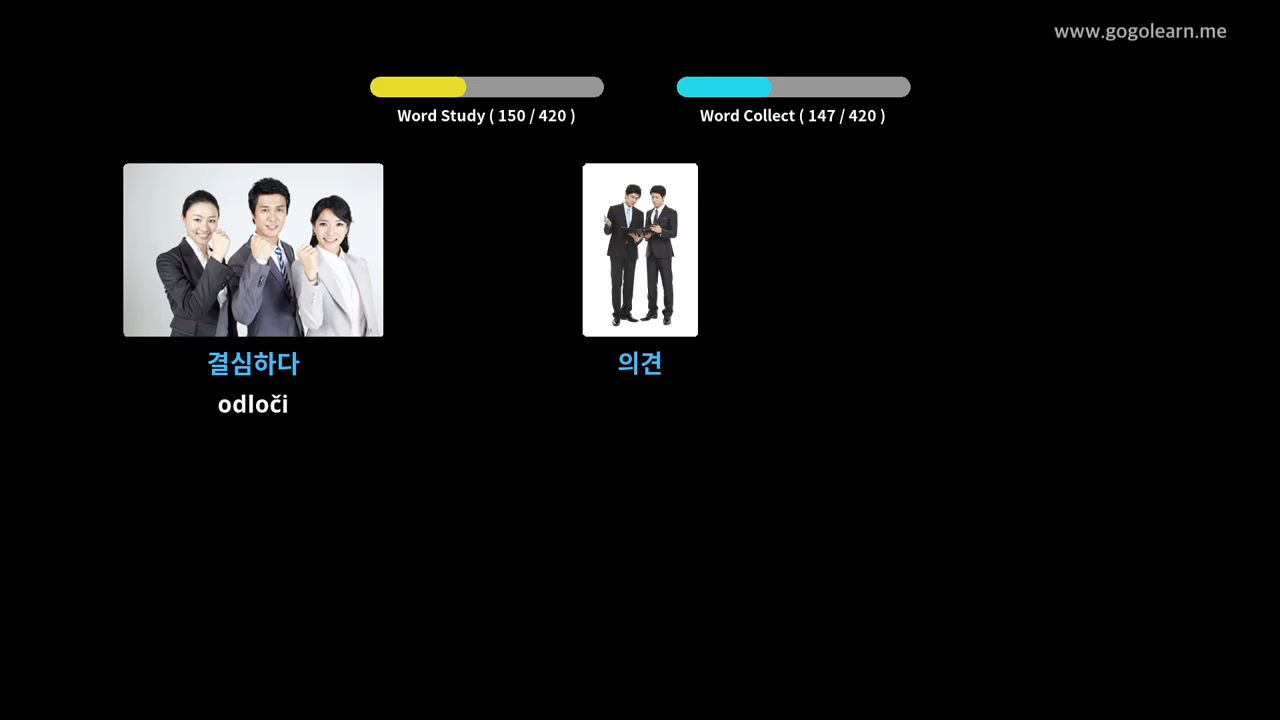 www.gogolearn.me
Word Study ( 150 / 420 )
Word Collect ( 147 / 420 )
결심하다
odloči
의견